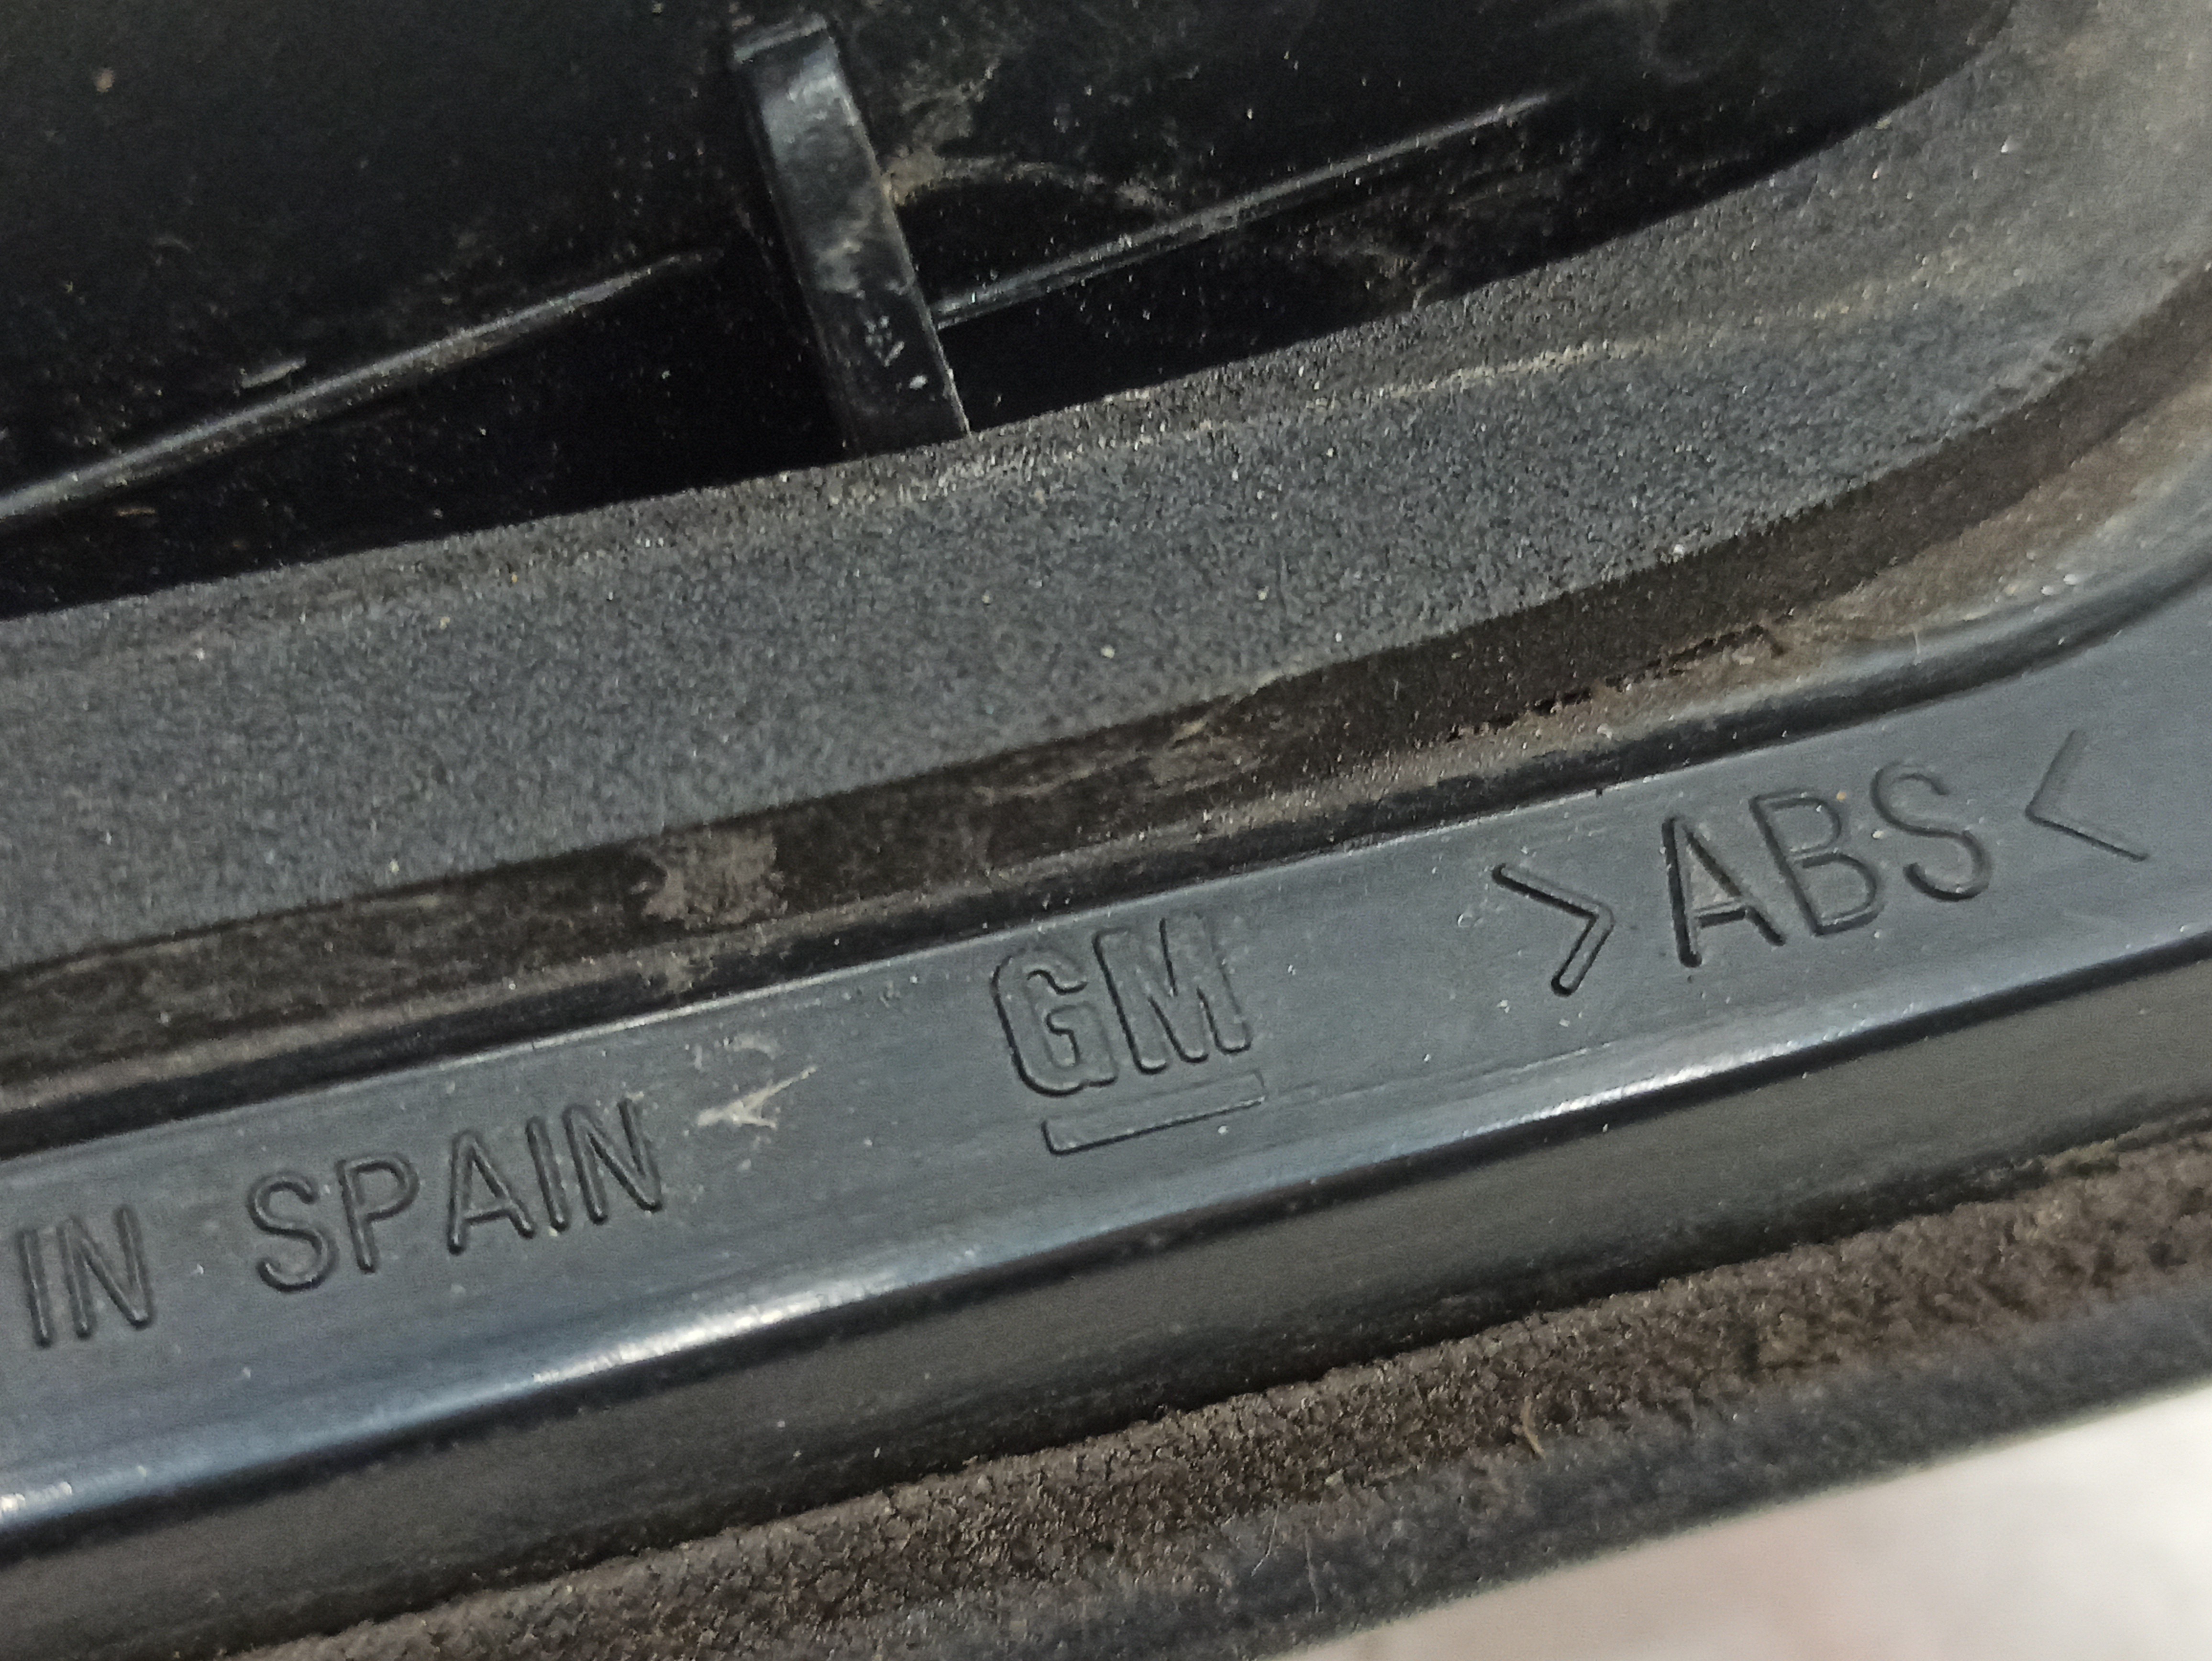 IN SPAIN GM >ABS<